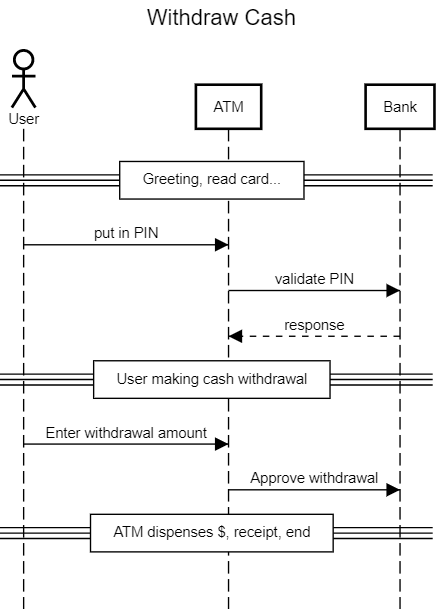 Withdraw Cash
User
ATM
Bank
Greeting, read card...
put in PIN
validate PIN
response
User making cash withdrawal
Enter withdrawal amount
Approve withdrawal
ATM dispenses $, receipt, end